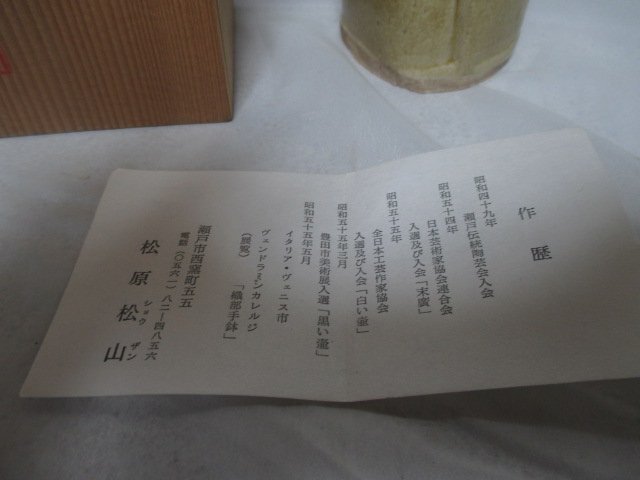 作歴
昭和四十九年
瀬戸伝統陶芸会入会
昭和五十四年
日本芸術家協会連合会
入選及び入会「末廣」
昭和五十五年
全日本工芸作家協会
入選及び入会「白い壷」
昭和五十五年三月
豊田市美術展入選「黒い壷」
昭和五十五年五月
イタリア・ヴェニス市
ヴェンドラミンカレルジ
(展覧)「織部手鉢」
瀬戸市西窯町五五
電話(〇五六一)八二ー四八五六
松原松山
ショウザン